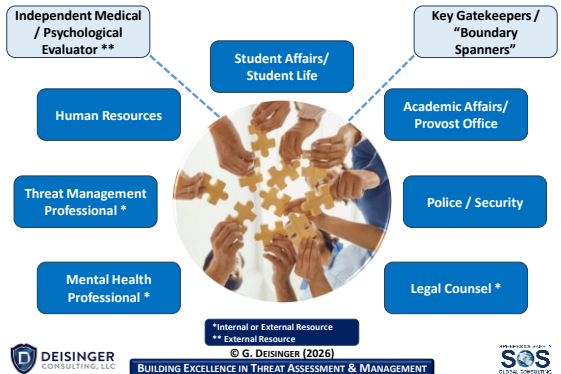 Independent Medical
/ Psychological
Evaluator **
Key Gatekeepers /
“Boundary
Spanners”
Student Affairs/
Student Life
Human Resources
Academic Affairs/
Provost Office
Threat Management
Professional *
Police / Security
Mental Health
Professional *
Legal Counsel *
*Internal or External Resource
** External Resource
© G. DEISINGER (2026)
BUILDING EXCELLENCE IN THREAT ASSESSMENT & MANAGEMENT
DEISINGER
CONSULTING, LLC
SOS
GLOBAL CONSULTING